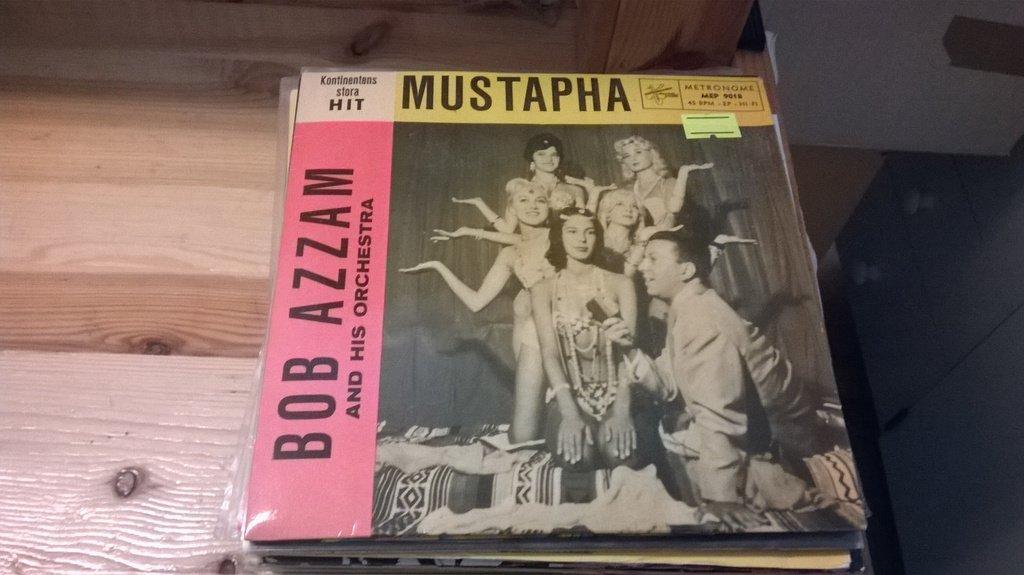 Kontinentens
stora
HIT
MUSTAPHA
METRONOME
MEP 9018
45 RPM - EP - HI-FI
BOB AZZAM
AND HIS ORCHESTRA